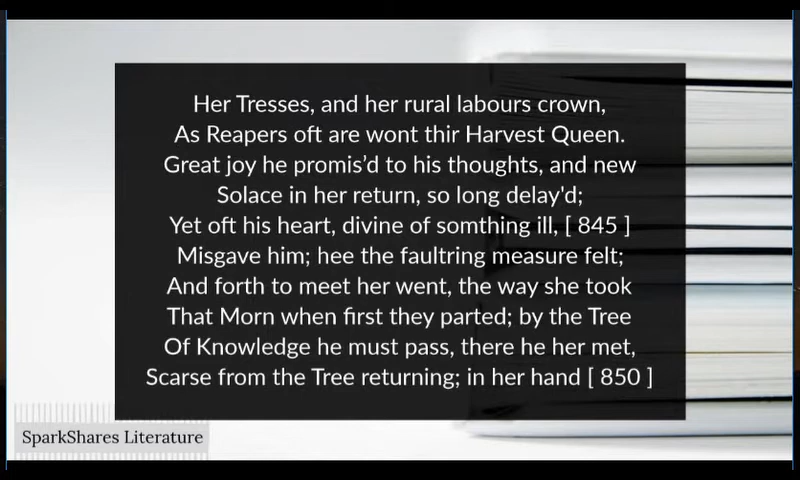 Her Tresses, and her rural labours crown,
As Reapers oft are wont thir Harvest Queen.
Great joy he promis’d to his thoughts, and new
Solace in her return, so long delay'd;
Yet oft his heart, divine of somthing ill, [ 845 ]
Misgave him; hee the faultring measure felt;
And forth to meet her went, the way she took
That Morn when first they parted; by the Tree
Of Knowledge he must pass, there he her met,
Scarse from the Tree returning; in her hand [ 850 ]
SparkShares Literature